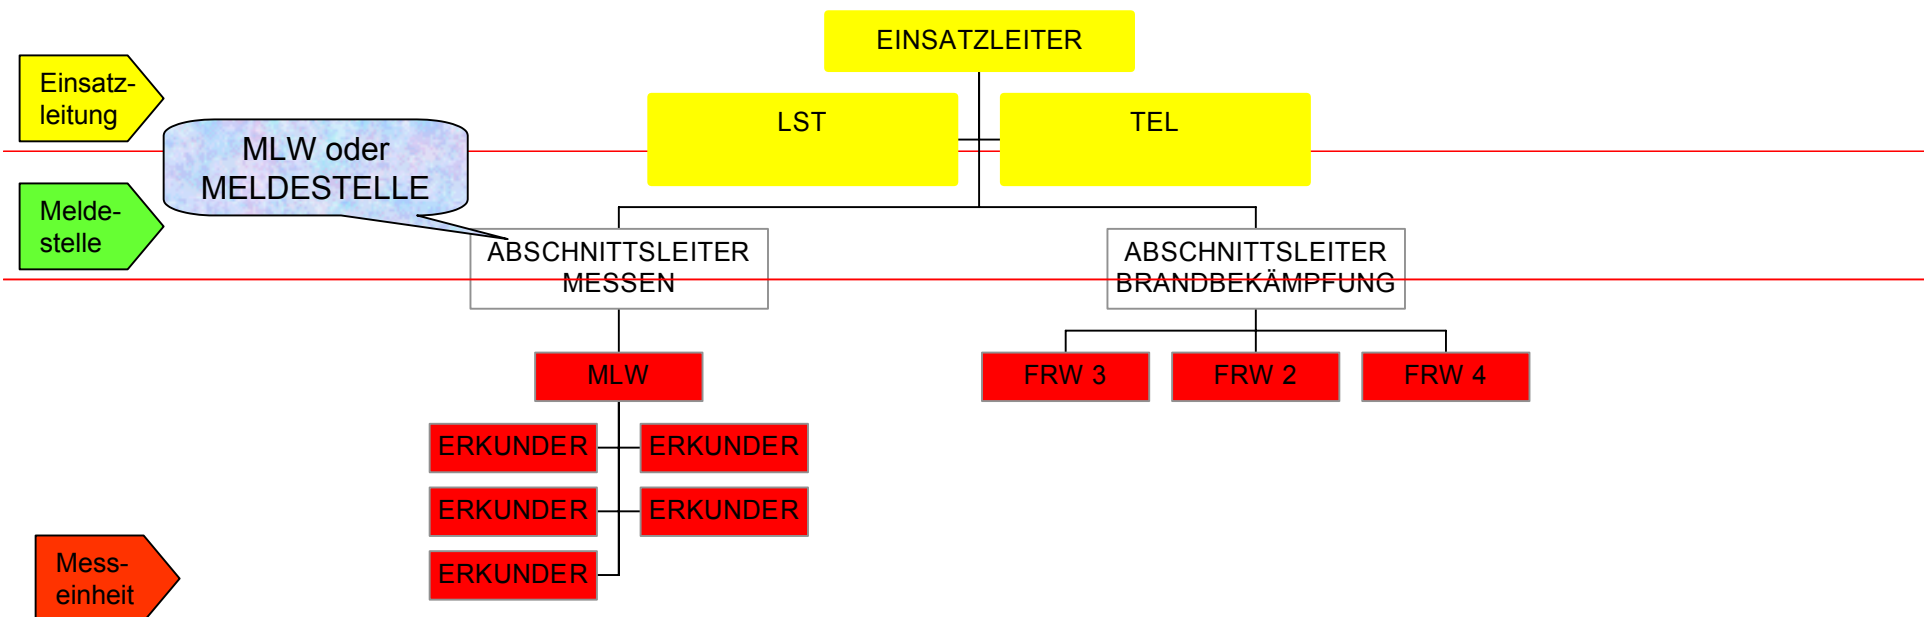 EINSATZLEITER
Einsatz-
leitung
LST
TEL
MLW oder
MELDESTELLE
Melde-
stelle
ABSCHNITTSLEITER
MESSEN
ABSCHNITTSLEITER
BRANDBEKÄMPFUNG
MLW
FRW 3
FRW 2
FRW 4
ERKUNDER
ERKUNDER
ERKUNDER
ERKUNDER
ERKUNDER
Mess-
einheit